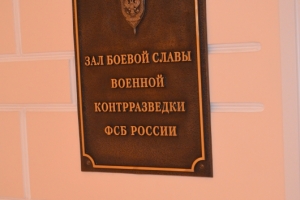 ЗАЛ БОЕВОЙ СЛАВЫ
ВОЕННОЙ
КОНТРРАЗВЕДКИ
ФСБ РОССИИ